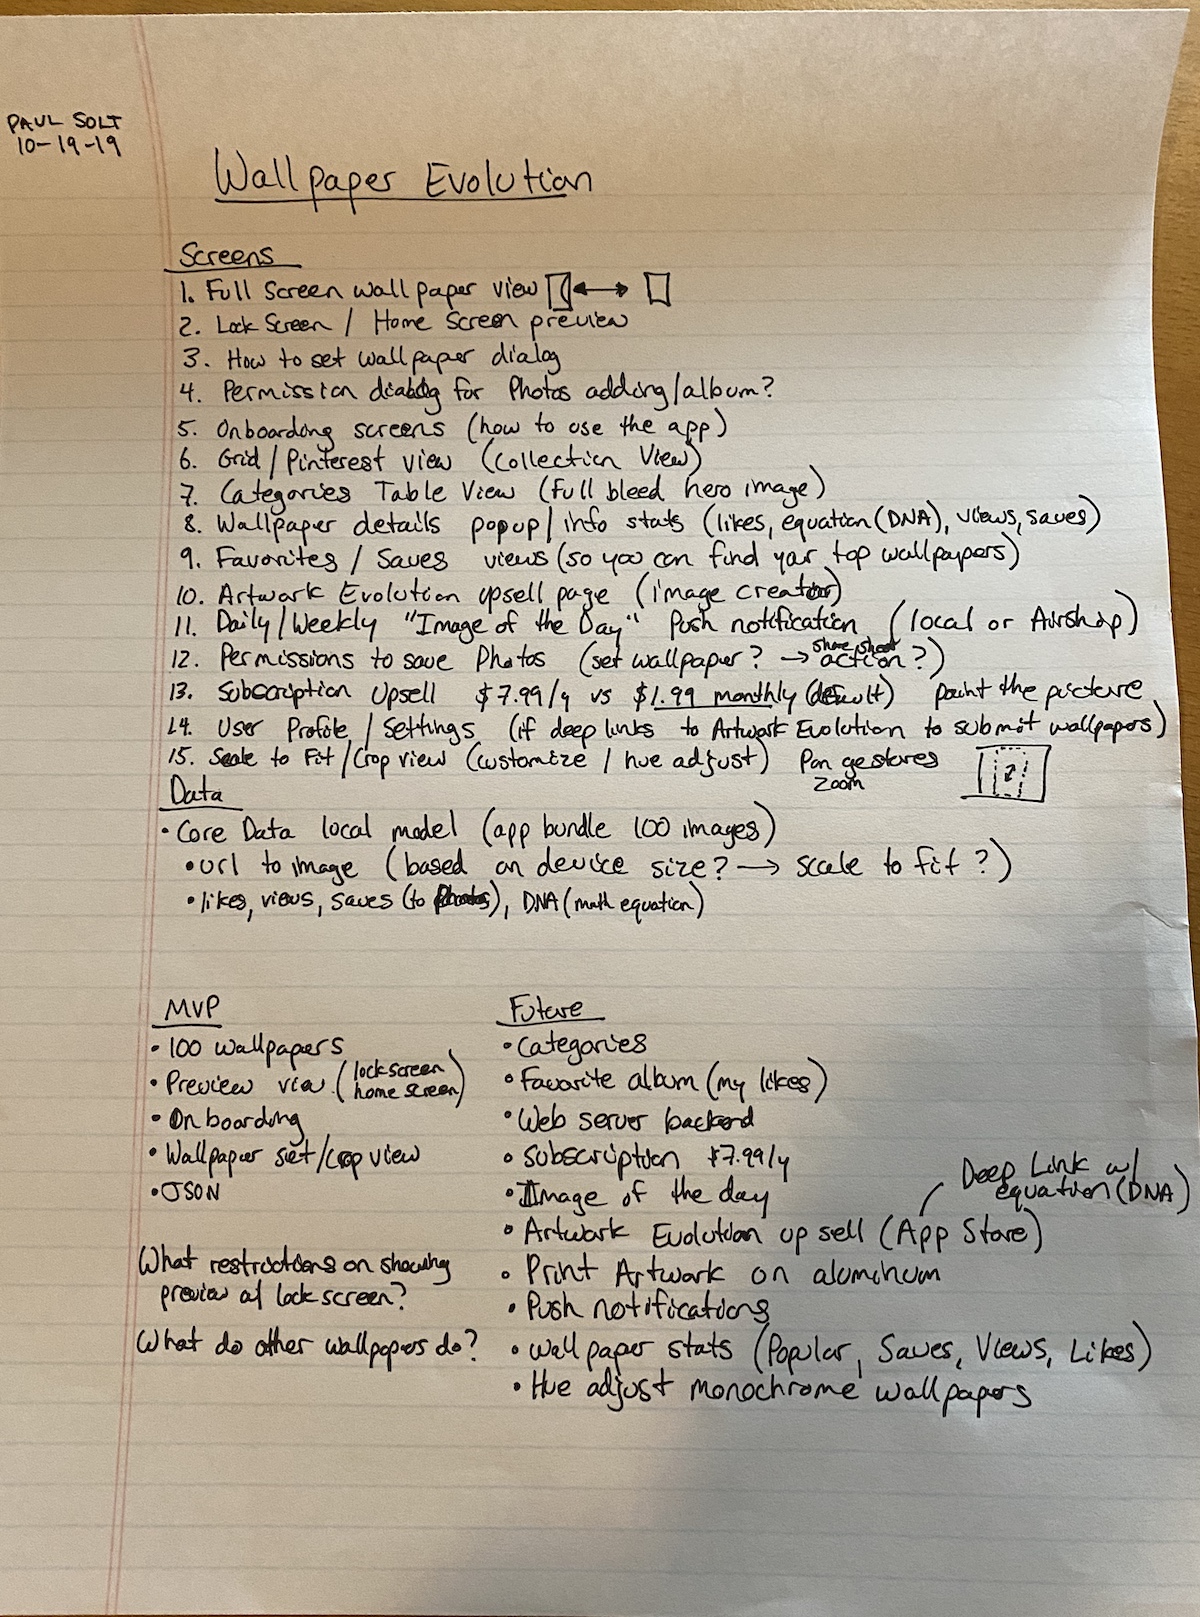 PAUL SOLT
10-19-19
Wallpaper Evolution
Screens
1. Full Screen wallpaper view
2. Lock Screen / Home Screen preview
3. How to set wallpaper dialog
4. Permission dialog for Photos adding/album?
5. Onboarding screens (how to use the app)
6. Grid/Pinterest view (Collection View)
7. Categories Table View (full bleed hero image)
8. Wallpaper details popup/info stats (likes, equation (DNA), views, saves)
9. Favorites / Saves views (so you can find your top wallpapers)
10. Artwork Evolution upsell page (image creator)
11. Daily/Weekly "Image of the Day" Push notification (local or Airship)
share sheet
12. Permissions to save Photos (set wallpaper? → action?)
13. Subscription Upsell $7.99/y vs $1.99 monthly (default) paint the picture
14. User Profile / Settings (if deep links to Artwork Evolution to submit wallpapers)
15. Scale to Fit/Crop view (customize / hue adjust) Pan gestures
zoom
Data
• Core Data local model (app bundle 100 images)
• url to image (based on device size? → scale to fit?)
• likes, views, saves (to Photos), DNA (math equation)
MVP
• 100 wallpapers
• Preview view (lockscreen
home screen)
• Onboarding
• Wallpaper set/crop view
• JSON
What restrictions on showing
preview w/ lock screen?
What do other wallpapers do?
Future
• Categories
• Favorite album (my likes)
• Web server backend
• Subscription $7.99/y
• Image of the day
Deep Link w/
equation (DNA)
• Artwork Evolution up sell (App Store)
• Print Artwork on aluminum
• Push notifications
• Wallpaper stats (Popular, Saves, Views, Likes)
• Hue adjust monochrome wallpapers